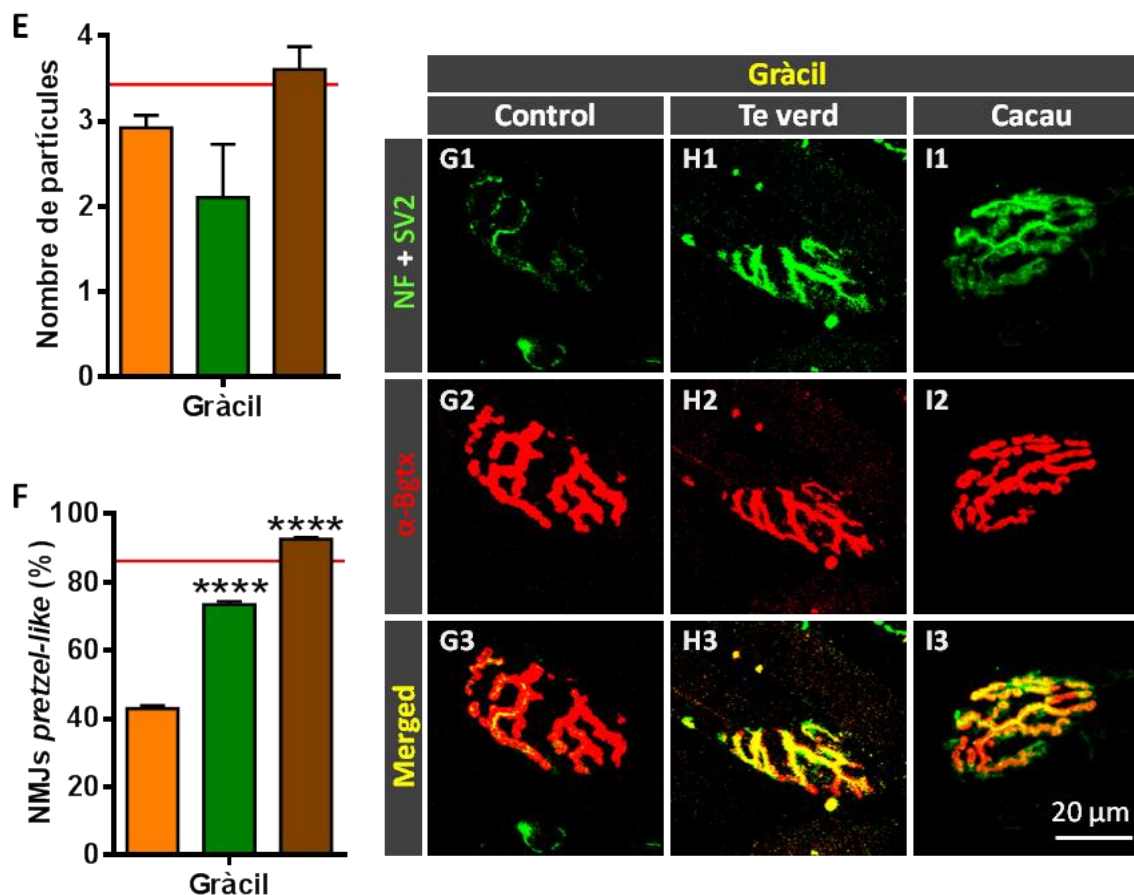 E
Nombre de partícules
4
3
2
1
0
Gràcil
F
NMJs pretzel-like (%)
100
80
60
40
20
0
****
****
Gràcil
Gràcil
Control
Te verd
Cacau
NF + SV2
G1
H1
I1
α-Bgtx
G2
H2
I2
Merged
G3
H3
I3
20 µm